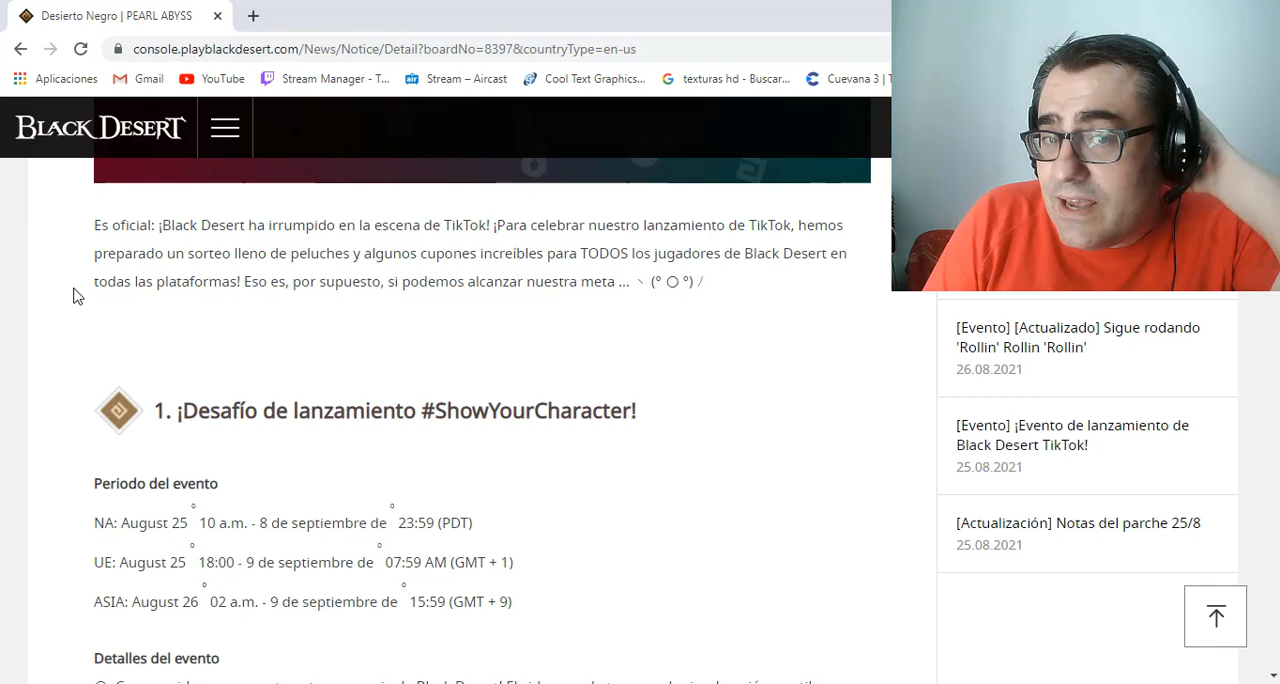 Desierto Negro | PEARL ABYSS
console.playblackdesert.com/News/Notice/Detail?boardNo=8397&countryType=en-us
Aplicaciones Gmail YouTube Stream Manager - T... Stream – Aircast Cool Text Graphics... texturas hd - Buscar... Cuevana 3 | T
BLACK DESERT
Es oficial: ¡Black Desert ha irrumpido en la escena de TikTok! ¡Para celebrar nuestro lanzamiento de TikTok, hemos
preparado un sorteo lleno de peluches y algunos cupones increíbles para TODOS los jugadores de Black Desert en
todas las plataformas! Eso es, por supuesto, si podemos alcanzar nuestra meta ... ヽ (° 〇 °) /
1. ¡Desafío de lanzamiento #ShowYourCharacter!
Periodo del evento
NA: August 25 ° 10 a.m. - 8 de septiembre de ° 23:59 (PDT)
UE: August 25 ° 18:00 - 9 de septiembre de ° 07:59 AM (GMT + 1)
ASIA: August 26 ° 02 a.m. - 9 de septiembre de ° 15:59 (GMT + 9)
Detalles del evento
[Evento] [Actualizado] Sigue rodando
'Rollin' Rollin 'Rollin'
26.08.2021
[Evento] ¡Evento de lanzamiento de
Black Desert TikTok!
25.08.2021
[Actualización] Notas del parche 25/8
25.08.2021